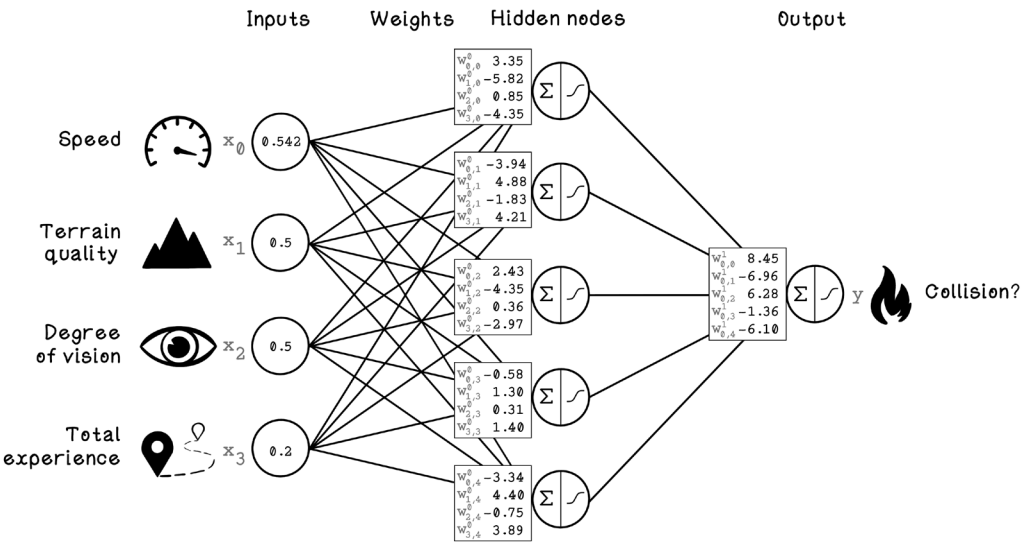 Inputs Weights Hidden nodes Output
w⁰₀,₀ 3.35
w⁰₁,₀ -5.82
w⁰₂,₀ 0.85
w⁰₃,₀ -4.35
Σ
Speed x₀ 0.542
w⁰₀,₁ -3.94
w⁰₁,₁ 4.88
w⁰₂,₁ -1.83
w⁰₃,₁ 4.21
Σ
Terrain
quality
x₁ 0.5
w⁰₀,₂ 2.43
w⁰₁,₂ -4.35
w⁰₂,₂ 0.36
w⁰₃,₂ -2.97
Σ
w¹₀,₀ 8.45
w¹₀,₁ -6.96
w¹₀,₂ 6.28
w¹₀,₃ -1.36
w¹₀,₄ -6.10
Σ
y Collision?
Degree
of vision
x₂ 0.5
w⁰₀,₃ -0.58
w⁰₁,₃ 1.30
w⁰₂,₃ 0.31
w⁰₃,₃ 1.40
Σ
Total
experience
x₃ 0.2
w⁰₀,₄ -3.34
w⁰₁,₄ 4.40
w⁰₂,₄ -0.75
w⁰₃,₄ 3.89
Σ